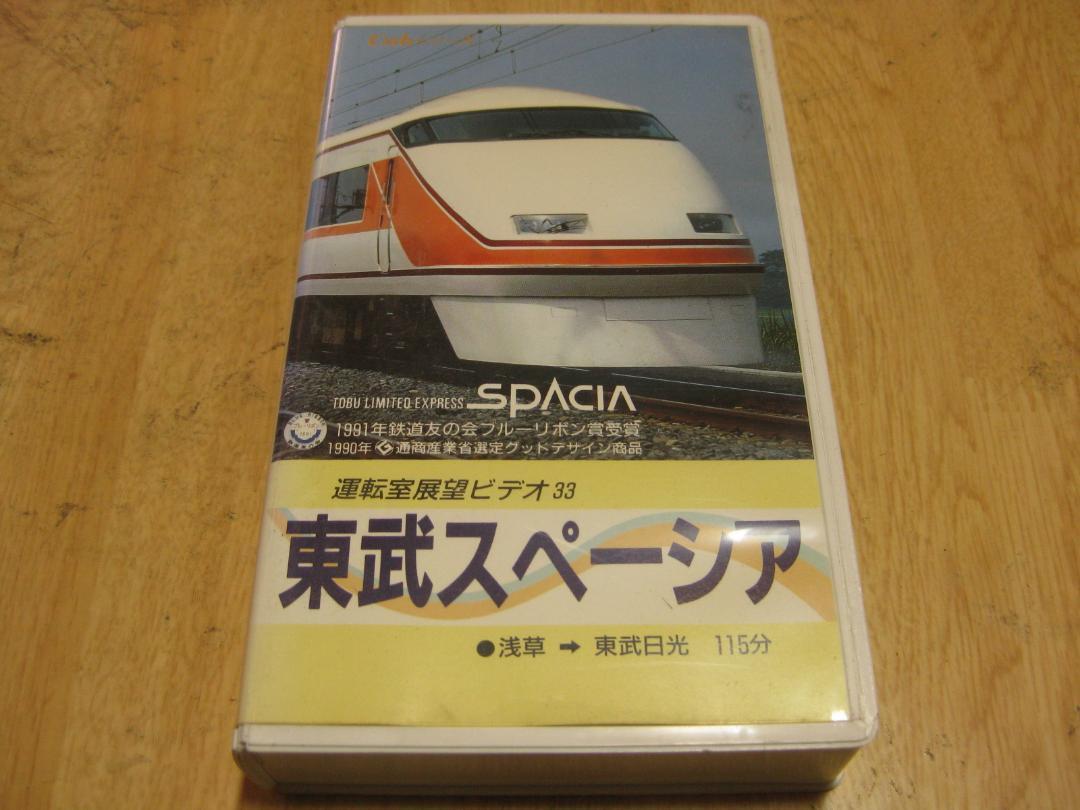 TOBU LIMITED EXPRESS SPACIA
1991年鉄道友の会ブルーリボン賞受賞
1990年 通商産業省選定グッドデザイン商品
運転室展望ビデオ33
東武スペーシア
●浅草 ➡ 東武日光 115分